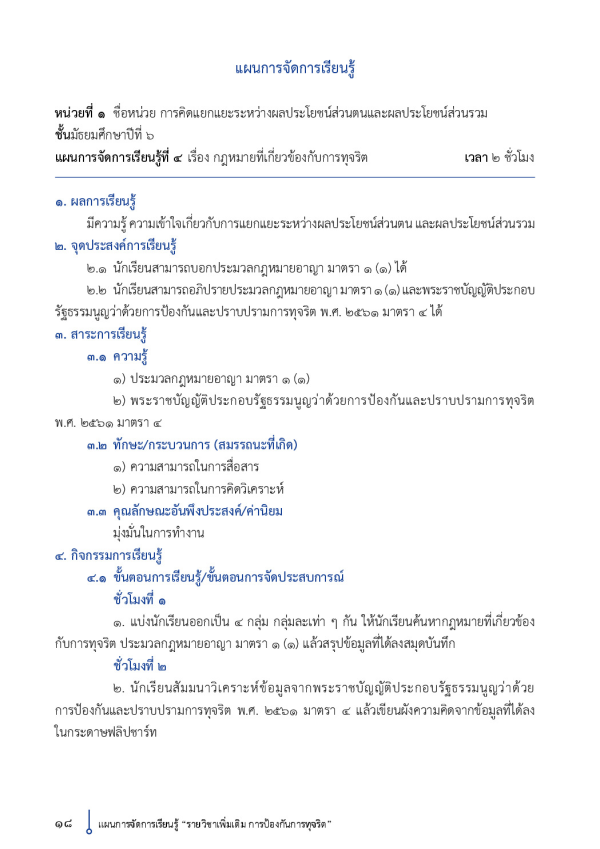 แผนการจัดการเรียนรู้
หน่วยที่ ๑ ชื่อหน่วย การคิดแยกแยะระหว่างผลประโยชน์ส่วนตนและผลประโยชน์ส่วนรวม
ชั้นมัธยมศึกษาปีที่ ๖
แผนการจัดการเรียนรู้ที่ ๔ เรื่อง กฎหมายที่เกี่ยวข้องกับการทุจริต เวลา ๒ ชั่วโมง
๑. ผลการเรียนรู้
มีความรู้ ความเข้าใจเกี่ยวกับการแยกแยะระหว่างผลประโยชน์ส่วนตน และผลประโยชน์ส่วนรวม
๒. จุดประสงค์การเรียนรู้
๒.๑ นักเรียนสามารถบอกประมวลกฎหมายอาญา มาตรา ๑ (๑) ได้
๒.๒ นักเรียนสามารถอภิปรายประมวลกฎหมายอาญา มาตรา ๑ (๑) และพระราชบัญญัติประกอบ
รัฐธรรมนูญว่าด้วยการป้องกันและปราบปรามการทุจริต พ.ศ. ๒๕๖๑ มาตรา ๔ ได้
๓. สาระการเรียนรู้
๓.๑ ความรู้
๑) ประมวลกฎหมายอาญา มาตรา ๑ (๑)
๒) พระราชบัญญัติประกอบรัฐธรรมนูญว่าด้วยการป้องกันและปราบปรามการทุจริต
พ.ศ. ๒๕๖๑ มาตรา ๔
๓.๒ ทักษะ/กระบวนการ (สมรรถนะที่เกิด)
๑) ความสามารถในการสื่อสาร
๒) ความสามารถในการคิดวิเคราะห์
๓.๓ คุณลักษณะอันพึงประสงค์/ค่านิยม
มุ่งมั่นในการทำงาน
๔. กิจกรรมการเรียนรู้
๔.๑ ขั้นตอนการเรียนรู้/ขั้นตอนการจัดประสบการณ์
ชั่วโมงที่ ๑
๑. แบ่งนักเรียนออกเป็น ๔ กลุ่ม กลุ่มละเท่า ๆ กัน ให้นักเรียนค้นหากฎหมายที่เกี่ยวข้อง
กับการทุจริต ประมวลกฎหมายอาญา มาตรา ๑ (๑) แล้วสรุปข้อมูลที่ได้ลงสมุดบันทึก
ชั่วโมงที่ ๒
๒. นักเรียนสัมมนาวิเคราะห์ข้อมูลจากพระราชบัญญัติประกอบรัฐธรรมนูญว่าด้วย
การป้องกันและปราบปรามการทุจริต พ.ศ. ๒๕๖๑ มาตรา ๔ แล้วเขียนผังความคิดจากข้อมูลที่ได้ลง
ในกระดาษฟลิปชาร์ท
๑๘ แผนการจัดการเรียนรู้ "รายวิชาเพิ่มเติม การป้องกันการทุจริต"